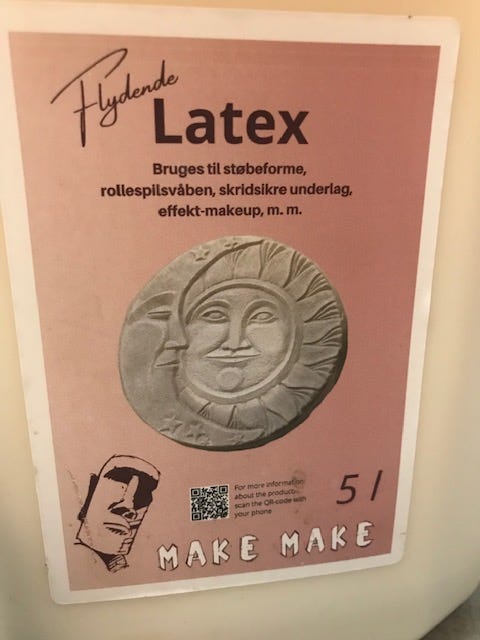 Flydende
Latex
Bruges til støbeforme,
rollespilsvåben, skridsikre underlag,
effekt-makeup, m. m.
For more information
about the product
scan the QR-code with
your phone
5 l
MAKE MAKE